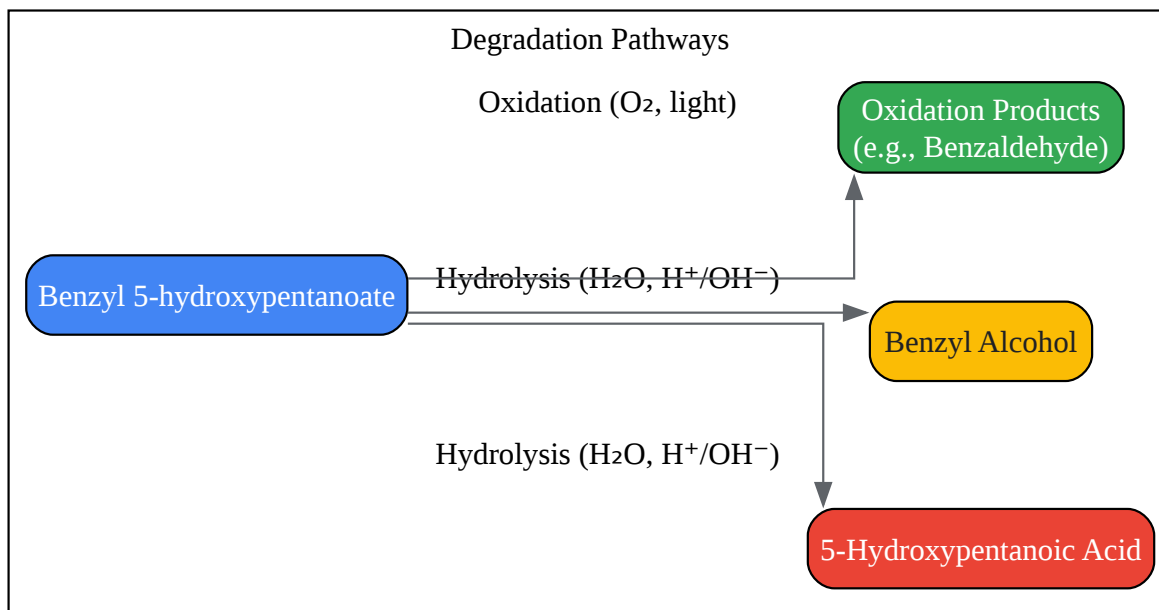 Degradation Pathways
Oxidation (O₂, light)
Oxidation Products
(e.g., Benzaldehyde)
Benzyl 5-hydroxypentanoate
Hydrolysis (H₂O, H⁺/OH⁻)
Benzyl Alcohol
Hydrolysis (H₂O, H⁺/OH⁻)
5-Hydroxypentanoic Acid